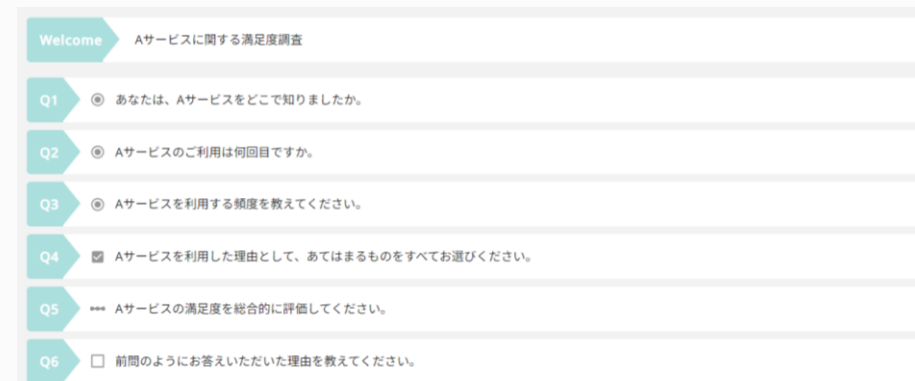 Welcome Aサービスに関する満足度調査
Q1 あなたは、Aサービスをどこで知りましたか。
Q2 Aサービスのご利用は何回目ですか。
Q3 Aサービスを利用する頻度を教えてください。
Q4 Aサービスを利用した理由として、あてはまるものをすべてお選びください。
Q5 Aサービスの満足度を総合的に評価してください。
Q6 前問のようにお答えいただいた理由を教えてください。